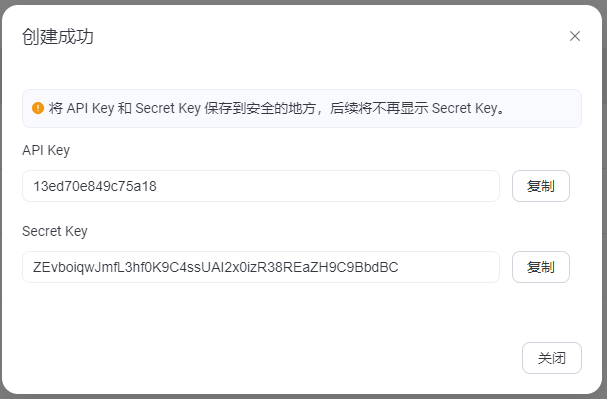 创建成功
将 API Key 和 Secret Key 保存到安全的地方，后续将不再显示 Secret Key。
API Key
13ed70e849c75a18
复制
Secret Key
ZEvboiqwJmfL3hf0K9C4ssUAI2x0izR38REaZH9C9BbdBC
复制
关闭